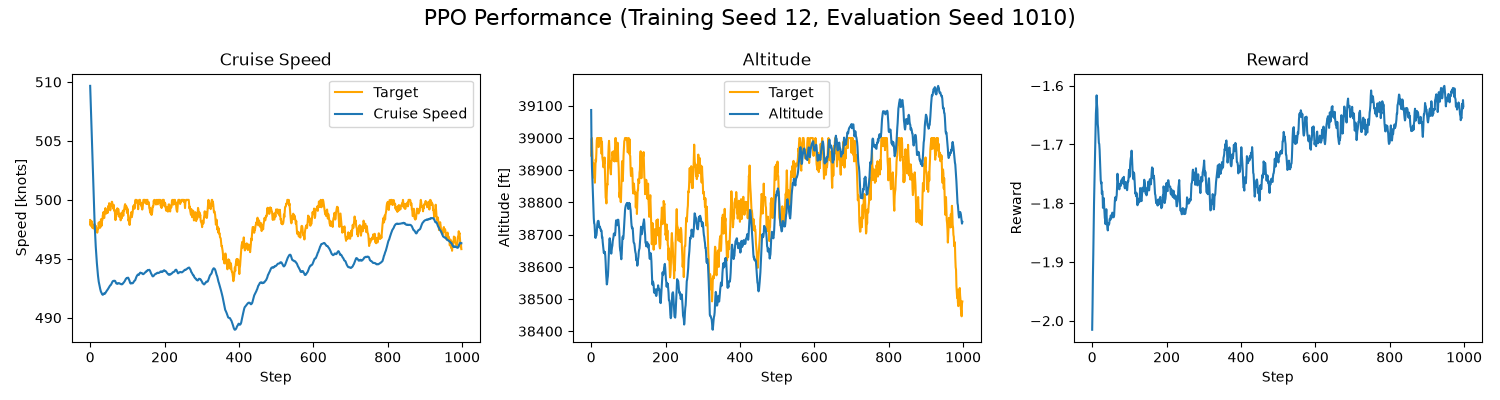 PPO Performance (Training Seed 12, Evaluation Seed 1010)
Cruise Speed
Speed [knots]
510
505
500
495
490
Target
Cruise Speed
0 200 400 600 800 1000
Step
Altitude
Altitude [ft]
39100
39000
38900
38800
38700
38600
38500
38400
Target
Altitude
0 200 400 600 800 1000
Step
Reward
Reward
−1.6
−1.7
−1.8
−1.9
−2.0
0 200 400 600 800 1000
Step